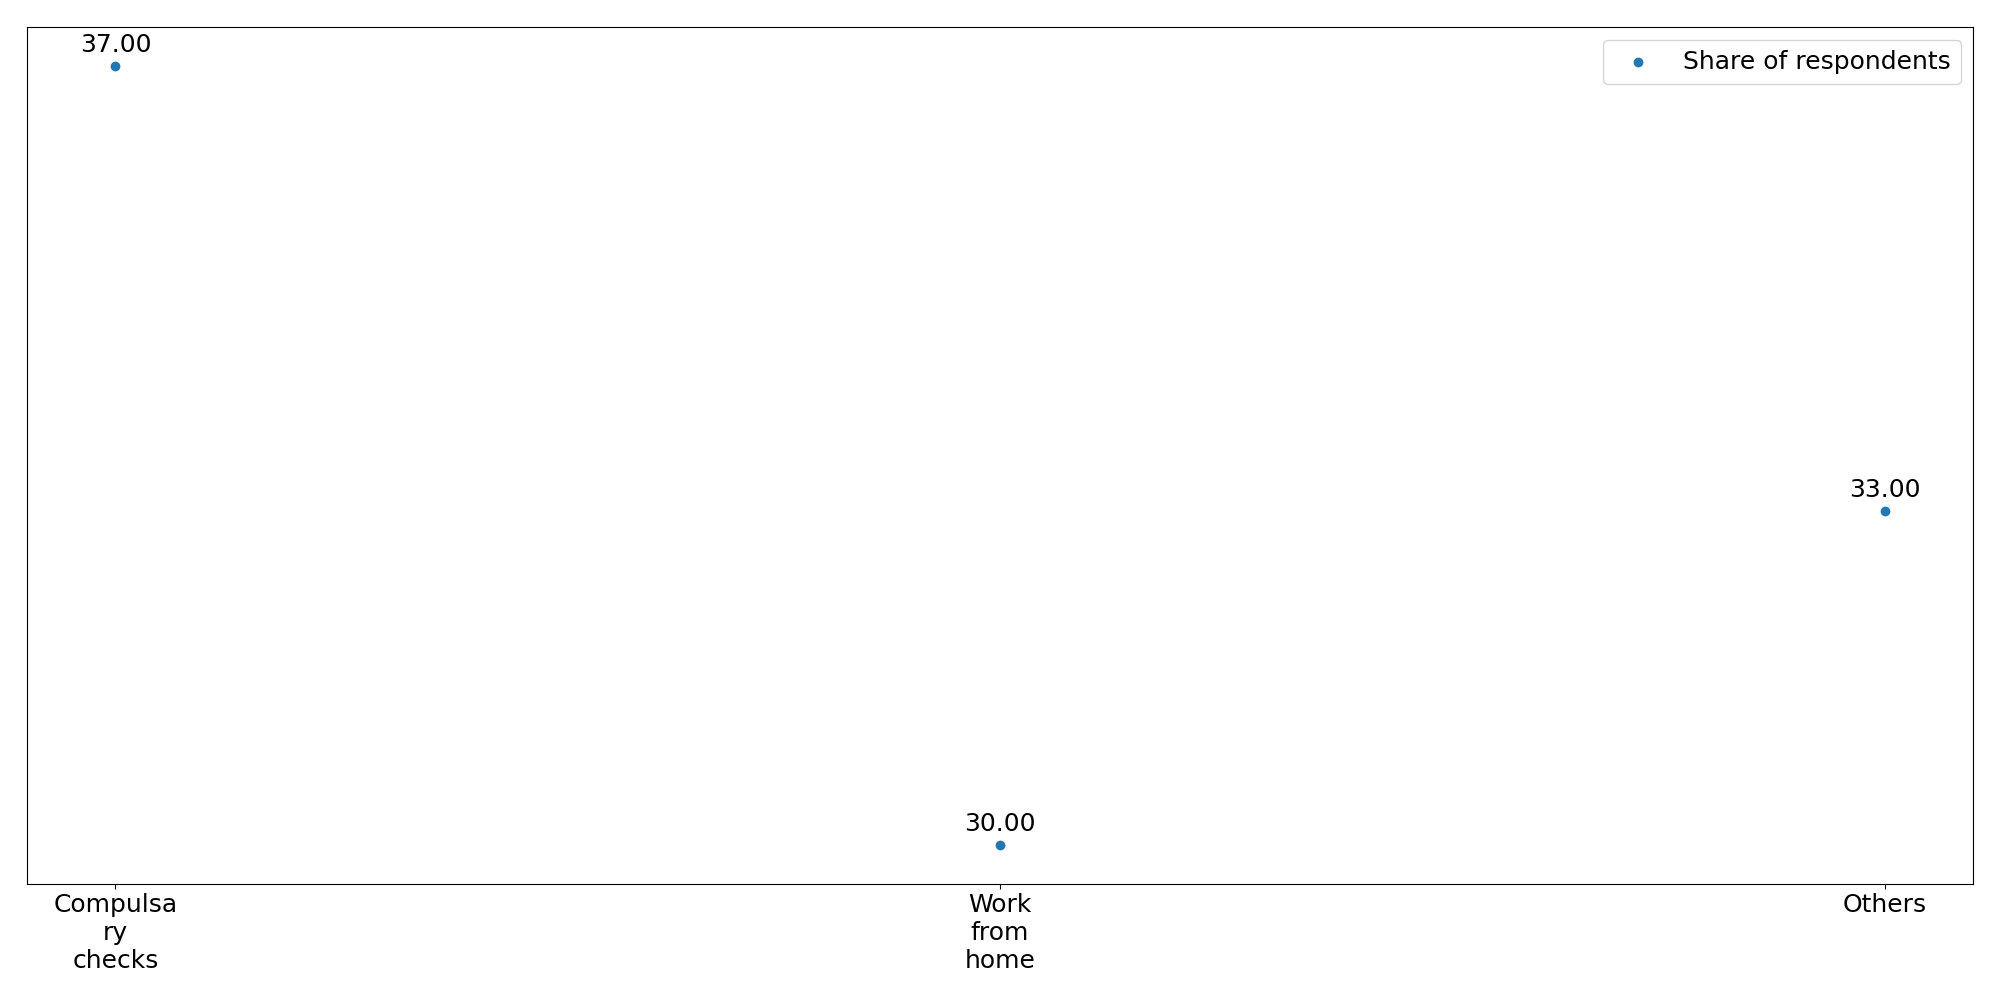 37.00
Share of respondents
33.00
30.00
Compulsa
ry
checks
Work
from
home
Others